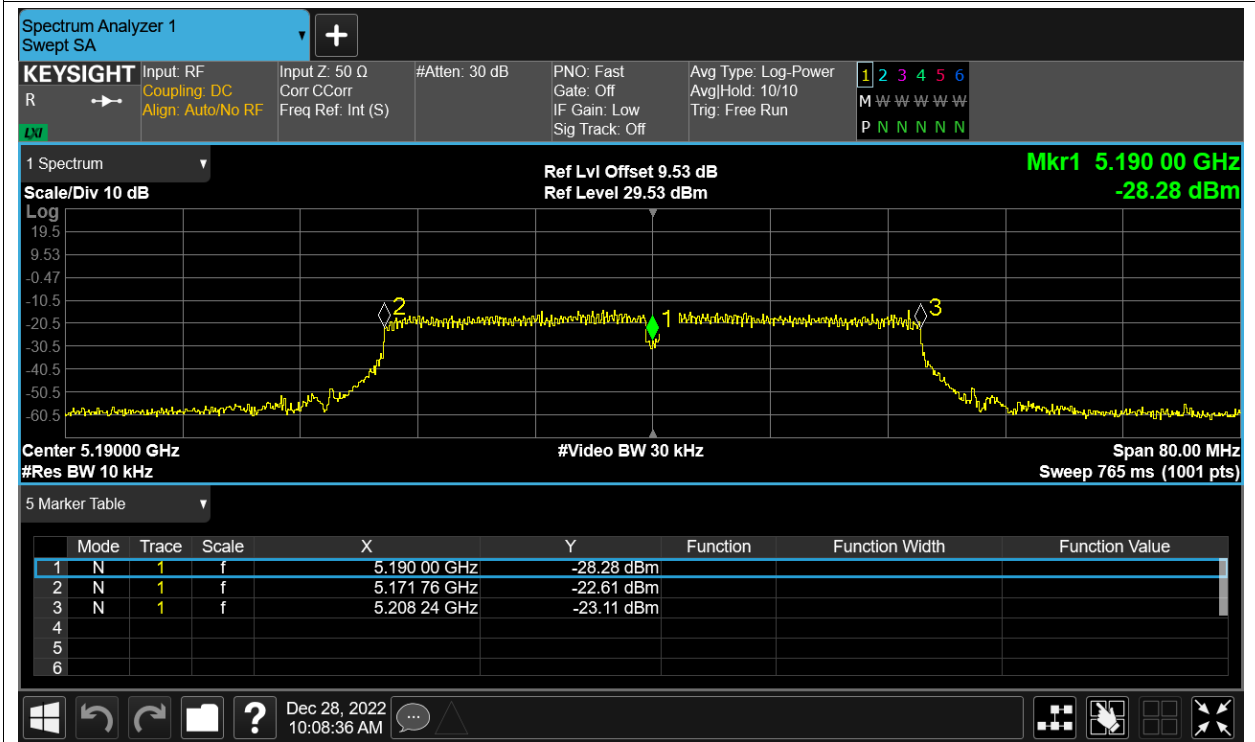 Spectrum Analyzer 1
Swept SA
+
KEYSIGHT
R
LXI
Input: RF
Coupling: DC
Align: Auto/No RF
Input Z: 50 Ω
Corr CCorr
Freq Ref: Int (S)
#Atten: 30 dB
PNO: Fast
Gate: Off
IF Gain: Low
Sig Track: Off
Avg Type: Log-Power
Avg|Hold: 10/10
Trig: Free Run
1 2 3 4 5 6
M W W W W W
P N N N N N
1 Spectrum
Scale/Div 10 dB
Ref Lvl Offset 9.53 dB
Ref Level 29.53 dBm
Mkr1 5.190 00 GHz
-28.28 dBm
Log
19.5
9.53
-0.47
-10.5
-20.5
-30.5
-40.5
-50.5
-60.5
2
1
3
Center 5.19000 GHz
#Video BW 30 kHz
Span 80.00 MHz
#Res BW 10 kHz
Sweep 765 ms (1001 pts)
5 Marker Table
Mode Trace Scale X Y Function Function Width Function Value
1 N 1 f 5.190 00 GHz -28.28 dBm
2 N 1 f 5.171 76 GHz -22.61 dBm
3 N 1 f 5.208 24 GHz -23.11 dBm
4
5
6
?
Dec 28, 2022
10:08:36 AM